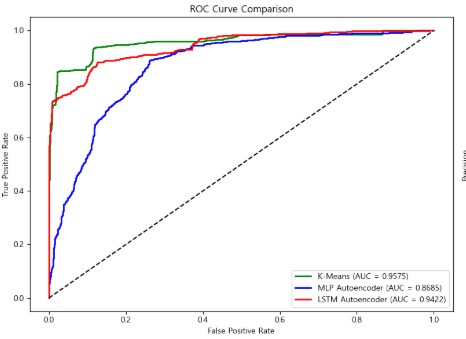 ROC Curve Comparison
True Positive Rate
1.0
0.8
0.6
0.4
0.2
0.0
0.0
0.2
0.4
0.6
0.8
1.0
False Positive Rate
K-Means (AUC = 0.9575)
MLP Autoencoder (AUC = 0.8685)
LSTM Autoencoder (AUC = 0.9422)
Precision